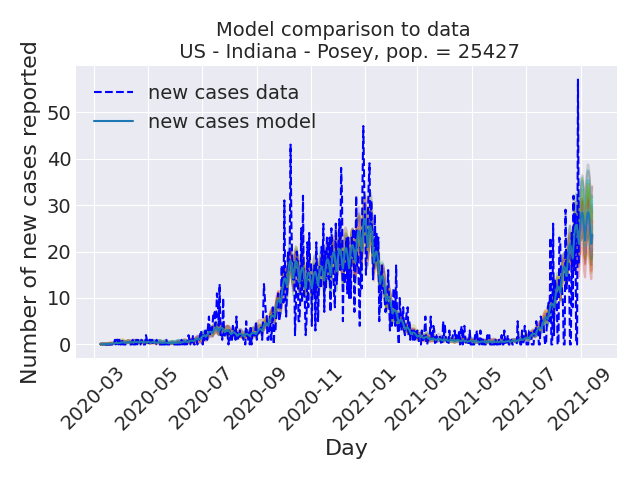 Model comparison to data
US - Indiana - Posey, pop. = 25427
Number of new cases reported
50
40
30
20
10
0
new cases data
new cases model
2020-03
2020-05
2020-07
2020-09
2020-11
2021-01
2021-03
2021-05
2021-07
2021-09
Day